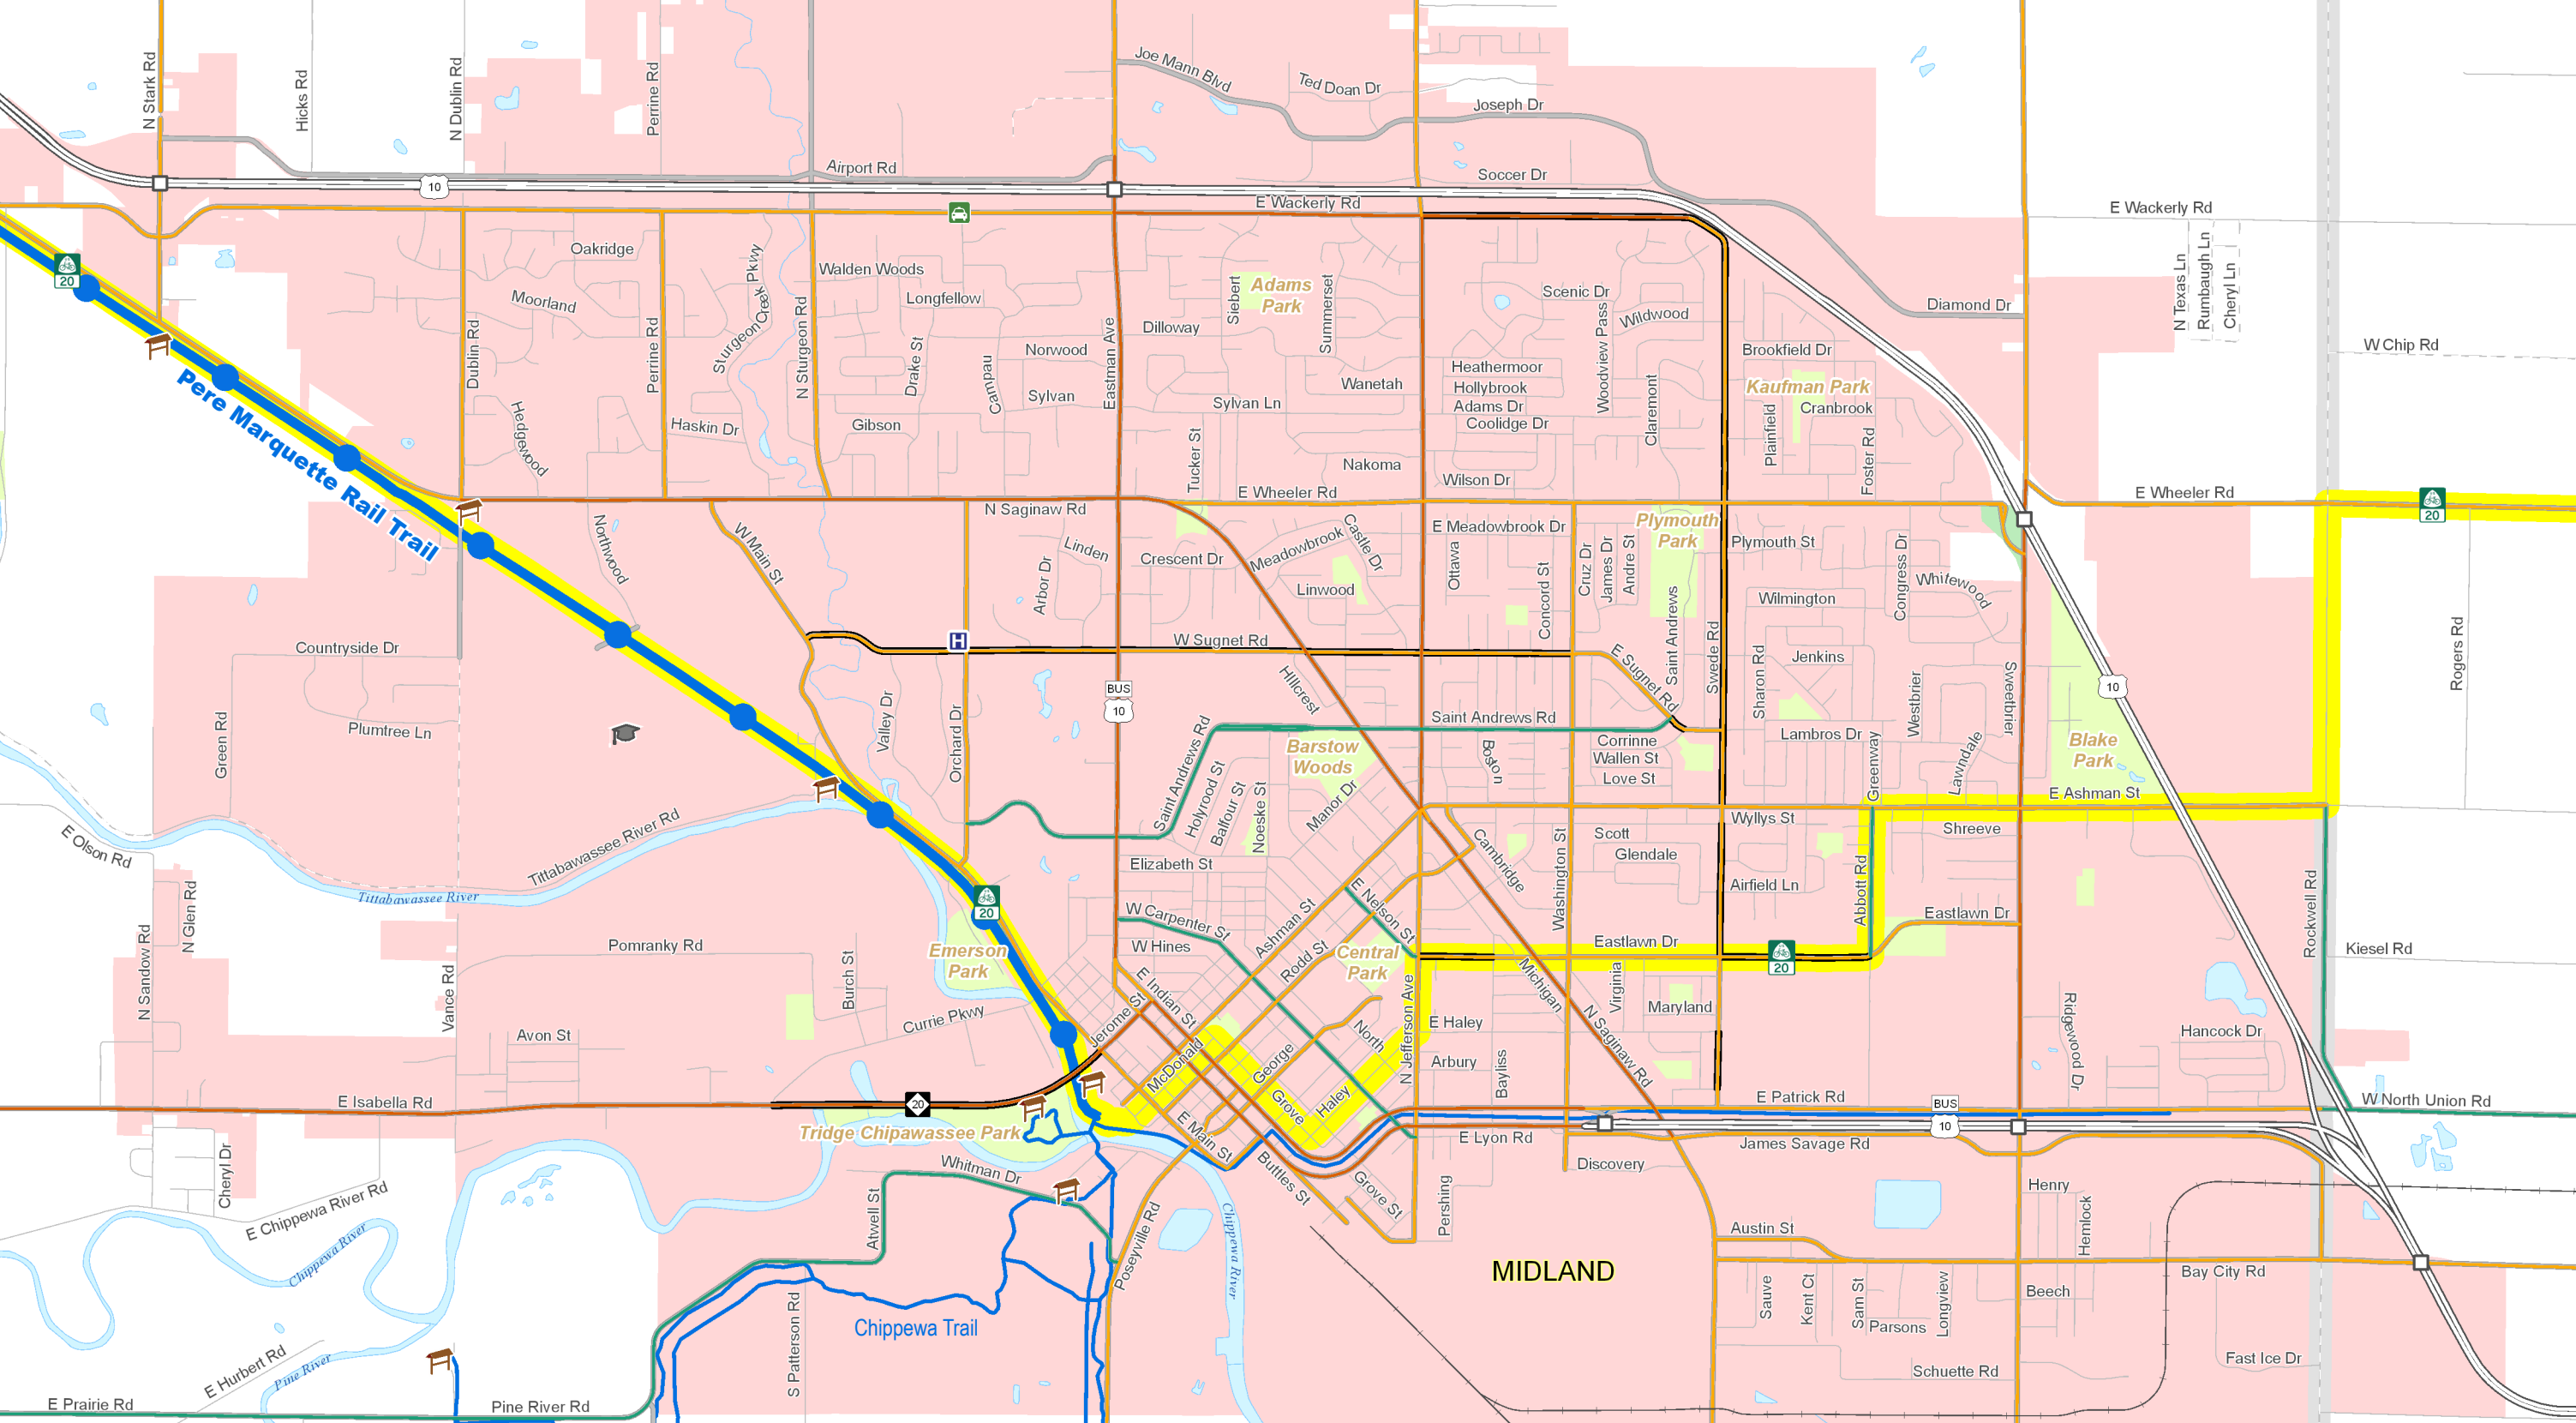 Joe Mann Blvd
Ted Doan Dr
Joseph Dr
N Stark Rd
Hicks Rd
N Dublin Rd
Perrine Rd
Airport Rd
Soccer Dr
10
E Wackerly Rd
E Wackerly Rd
Oakridge
Walden Woods
Longfellow
Moorland
Sturgeon Creek Pkwy
N Sturgeon Rd
Siebert
Adams
Park
Summerset
Scenic Dr
Wildwood
Woodview Pass
Diamond Dr
N Texas Ln
Rumbaugh Ln
Cheryl Ln
W Chip Rd
20
Dublin Rd
Perrine Rd
Drake St
Campau
Eastman Ave
Dilloway
Norwood
Sylvan
Wanetah
Sylvan Ln
Heathermoor
Hollybrook
Adams Dr
Coolidge Dr
Claremont
Brookfield Dr
Kaufman Park
Cranbrook
Plainfield
Foster Rd
Pere Marquette Rail Trail
Hedgewood
Haskin Dr
Gibson
Tucker St
Nakoma
Wilson Dr
E Wheeler Rd
E Wheeler Rd
20
N Saginaw Rd
Northwood
W Main St
Linden
Arbor Dr
Crescent Dr
Meadowbrook
Castle Dr
Linwood
E Meadowbrook Dr
Ottawa
Concord St
Cruz Dr
James Dr
Andre St
Plymouth
Park
Plymouth St
Saint Andrews
Swede Rd
Wilmington
Congress Dr
Whitewood
Rogers Rd
Countryside Dr
H
W Sugnet Rd
E Sugnet Rd
Sharon Rd
Jenkins
Westbrier
Sweetbrier
10
BUS
10
Hillcrest
Green Rd
Plumtree Ln
Valley Dr
Orchard Dr
Saint Andrews Rd
Saint Andrews Rd
Holyrood St
Balfour St
Noeske St
Barstow
Woods
Manor Dr
Boston
Corrinne
Wallen St
Love St
Lambros Dr
Greenway
Lawndale
Blake
Park
E Ashman St
E Olson Rd
Tittabawassee River Rd
Tittabawassee River
Elizabeth St
Cambridge
Washington St
Scott
Glendale
Wyllys St
Airfield Ln
Abbott Rd
Shreeve
Rockwell Rd
N Sandow Rd
N Glen Rd
Vance Rd
Pomranky Rd
Burch St
20
Emerson
Park
W Carpenter St
W Hines
Ashman St
Rodd St
E Nelson St
Central
Park
Eastlawn Dr
20
Eastlawn Dr
Kiesel Rd
Avon St
Currie Pkwy
Jerome St
E Indian St
McDonald
George
North
N Jefferson Ave
E Haley
Arbury
Bayliss
Michigan
Virginia
N Saginaw Rd
Maryland
Ridgewood Dr
Hancock Dr
E Isabella Rd
20
Tridge Chipawassee Park
E Main St
Grove
Haley
E Patrick Rd
BUS
10
W North Union Rd
E Lyon Rd
James Savage Rd
Discovery
Cheryl Dr
E Chippewa River Rd
Chippewa River
Whitman Dr
Atwell St
Poseyville Rd
Chippewa River
Buttles St
Grove St
Pershing
Henry
Hemlock
Austin St
MIDLAND
Bay City Rd
E Hurbert Rd
Pine River
S Patterson Rd
Chippewa Trail
Sauve
Kent Ct
Sam St
Parsons
Longview
Beech
Schuette Rd
Fast Ice Dr
E Prairie Rd
Pine River Rd